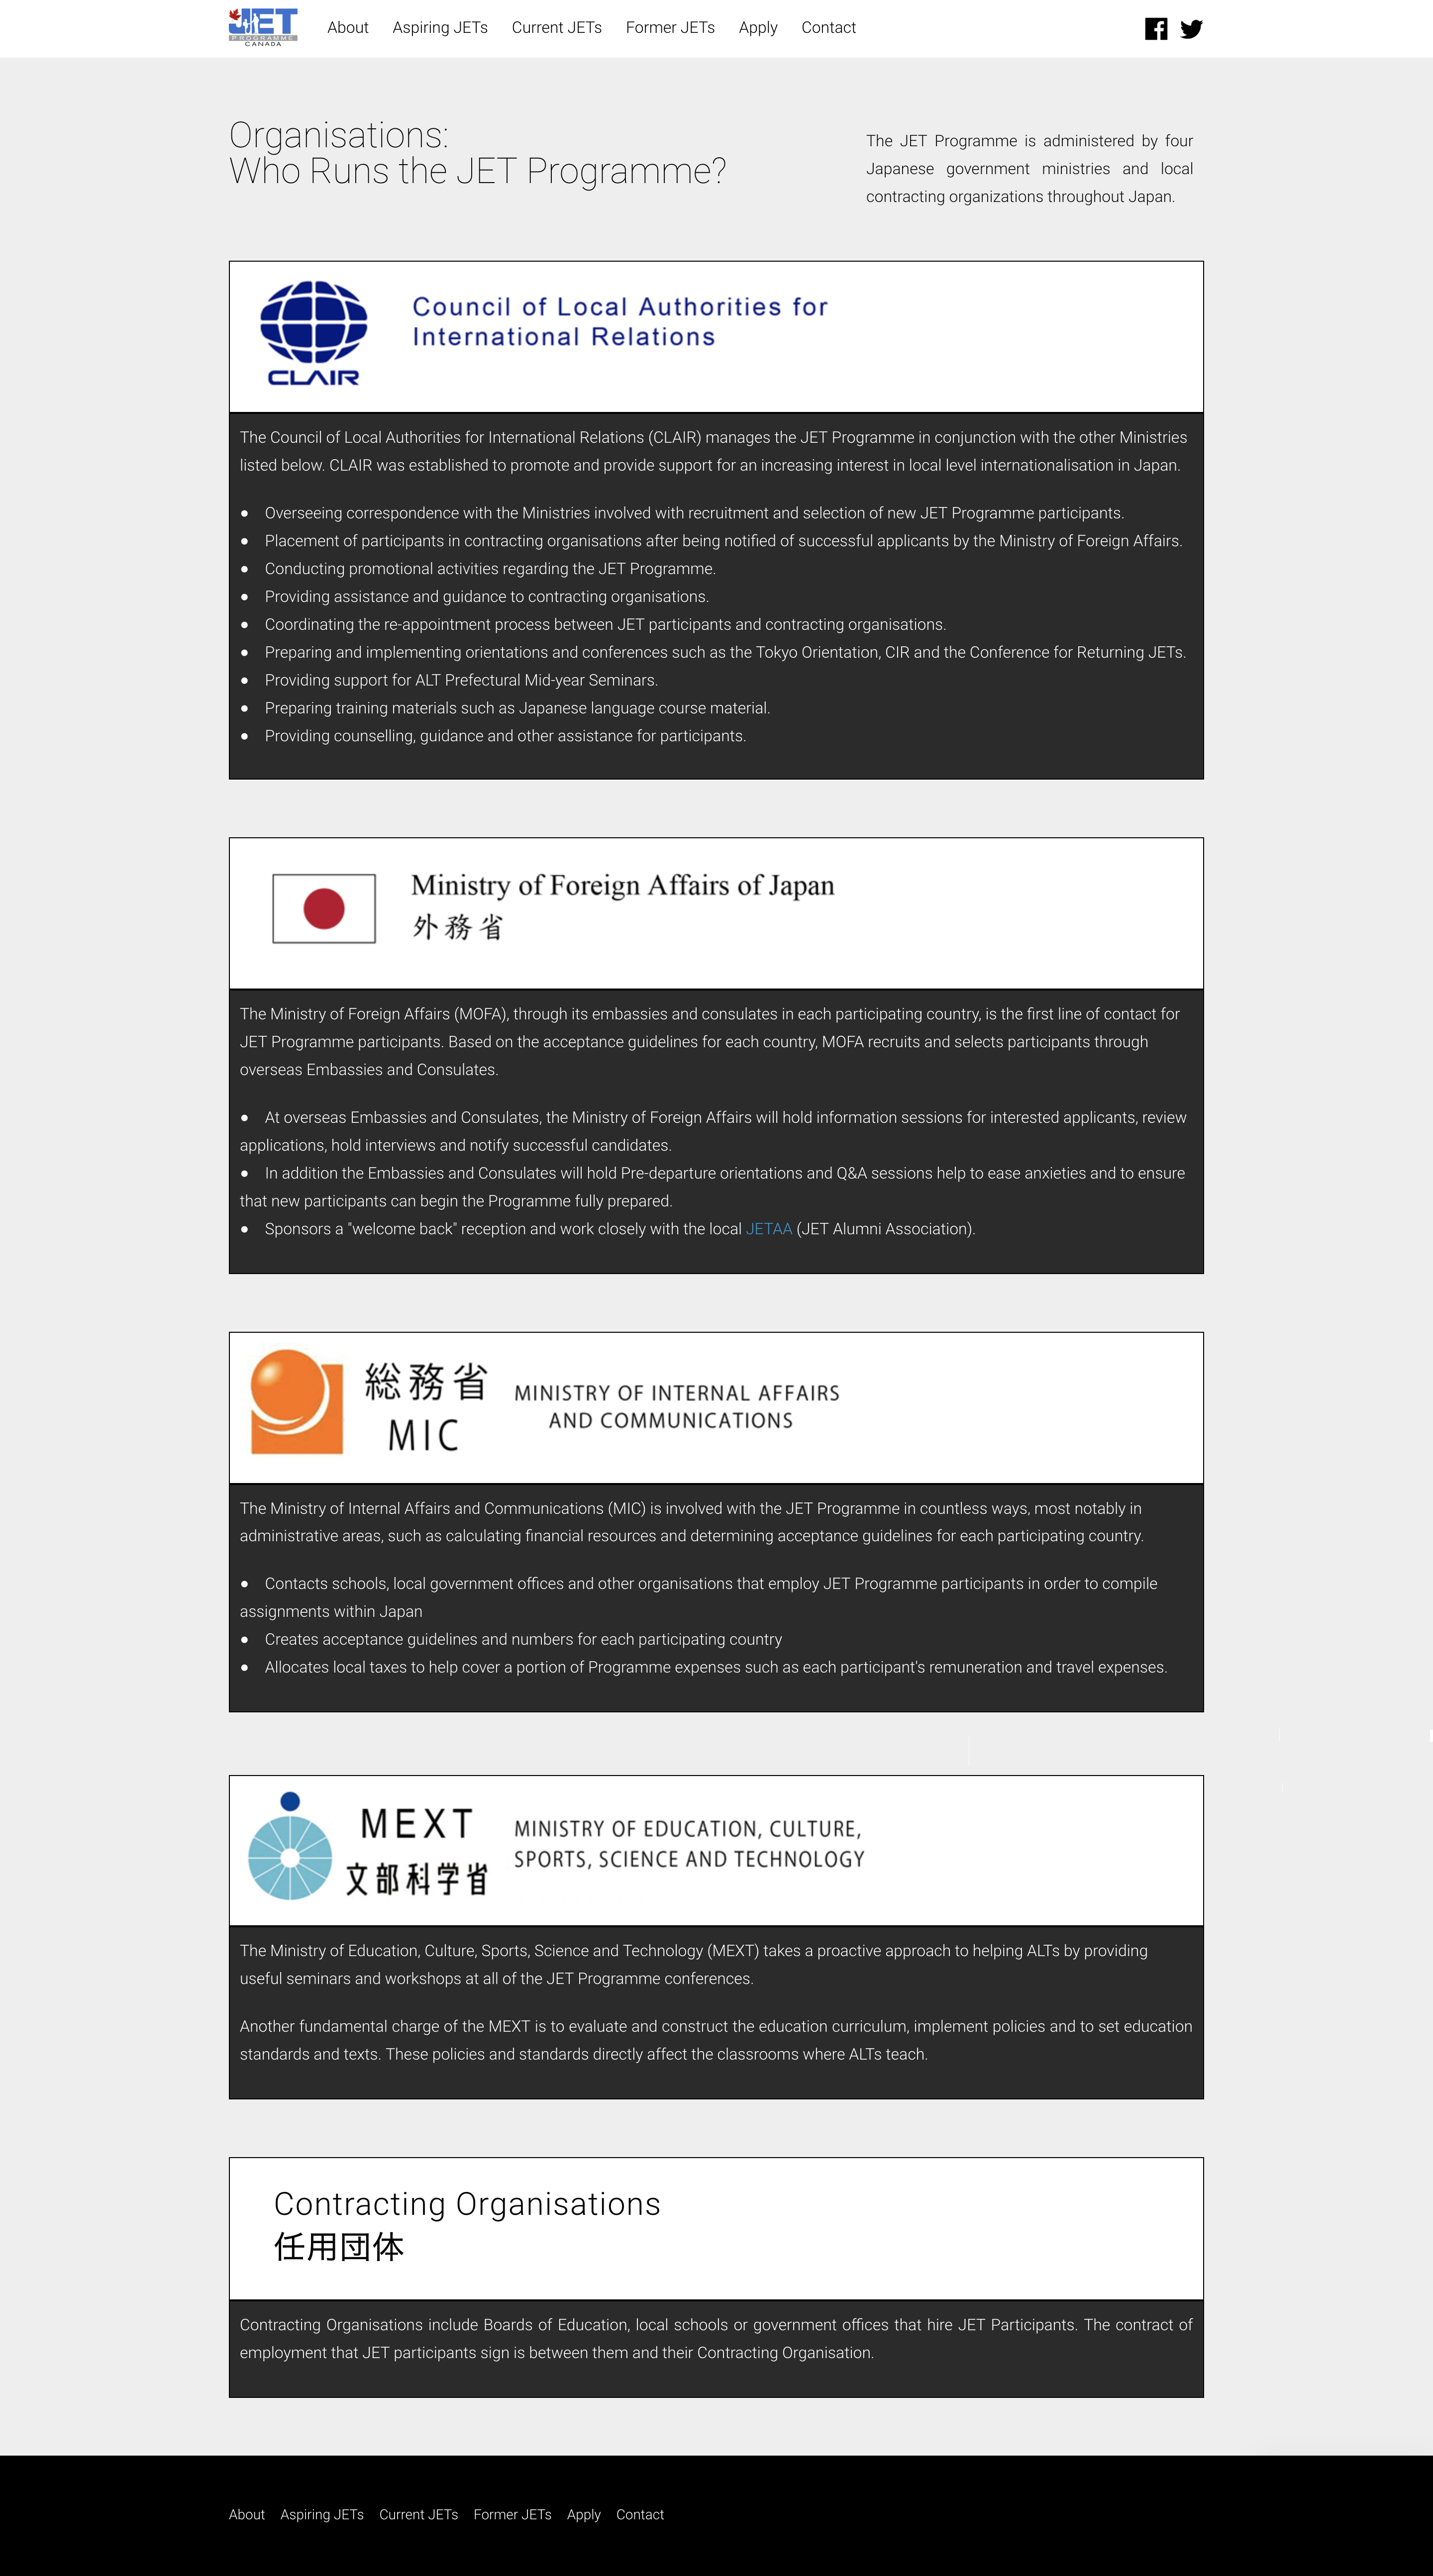 JET
PROGRAMME
CANADA
About Aspiring JETs Current JETs Former JETs Apply Contact
Organisations:
Who Runs the JET Programme?
The JET Programme is administered by four
Japanese government ministries and local
contracting organizations throughout Japan.
CLAIR
Council of Local Authorities for
International Relations
The Council of Local Authorities for International Relations (CLAIR) manages the JET Programme in conjunction with the other Ministries
listed below. CLAIR was established to promote and provide support for an increasing interest in local level internationalisation in Japan.
● Overseeing correspondence with the Ministries involved with recruitment and selection of new JET Programme participants.
● Placement of participants in contracting organisations after being notified of successful applicants by the Ministry of Foreign Affairs.
● Conducting promotional activities regarding the JET Programme.
● Providing assistance and guidance to contracting organisations.
● Coordinating the re-appointment process between JET participants and contracting organisations.
● Preparing and implementing orientations and conferences such as the Tokyo Orientation, CIR and the Conference for Returning JETs.
● Providing support for ALT Prefectural Mid-year Seminars.
● Preparing training materials such as Japanese language course material.
● Providing counselling, guidance and other assistance for participants.
Ministry of Foreign Affairs of Japan
外務省
The Ministry of Foreign Affairs (MOFA), through its embassies and consulates in each participating country, is the first line of contact for
JET Programme participants. Based on the acceptance guidelines for each country, MOFA recruits and selects participants through
overseas Embassies and Consulates.
● At overseas Embassies and Consulates, the Ministry of Foreign Affairs will hold information sessions for interested applicants, review
applications, hold interviews and notify successful candidates.
● In addition the Embassies and Consulates will hold Pre-departure orientations and Q&A sessions help to ease anxieties and to ensure
that new participants can begin the Programme fully prepared.
● Sponsors a "welcome back" reception and work closely with the local JETAA (JET Alumni Association).
総務省
MIC
MINISTRY OF INTERNAL AFFAIRS
AND COMMUNICATIONS
The Ministry of Internal Affairs and Communications (MIC) is involved with the JET Programme in countless ways, most notably in
administrative areas, such as calculating financial resources and determining acceptance guidelines for each participating country.
● Contacts schools, local government offices and other organisations that employ JET Programme participants in order to compile
assignments within Japan
● Creates acceptance guidelines and numbers for each participating country
● Allocates local taxes to help cover a portion of Programme expenses such as each participant's remuneration and travel expenses.
MEXT
文部科学省
MINISTRY OF EDUCATION, CULTURE,
SPORTS, SCIENCE AND TECHNOLOGY
The Ministry of Education, Culture, Sports, Science and Technology (MEXT) takes a proactive approach to helping ALTs by providing
useful seminars and workshops at all of the JET Programme conferences.
Another fundamental charge of the MEXT is to evaluate and construct the education curriculum, implement policies and to set education
standards and texts. These policies and standards directly affect the classrooms where ALTs teach.
Contracting Organisations
任用団体
Contracting Organisations include Boards of Education, local schools or government offices that hire JET Participants. The contract of
employment that JET participants sign is between them and their Contracting Organisation.
About Aspiring JETs Current JETs Former JETs Apply Contact